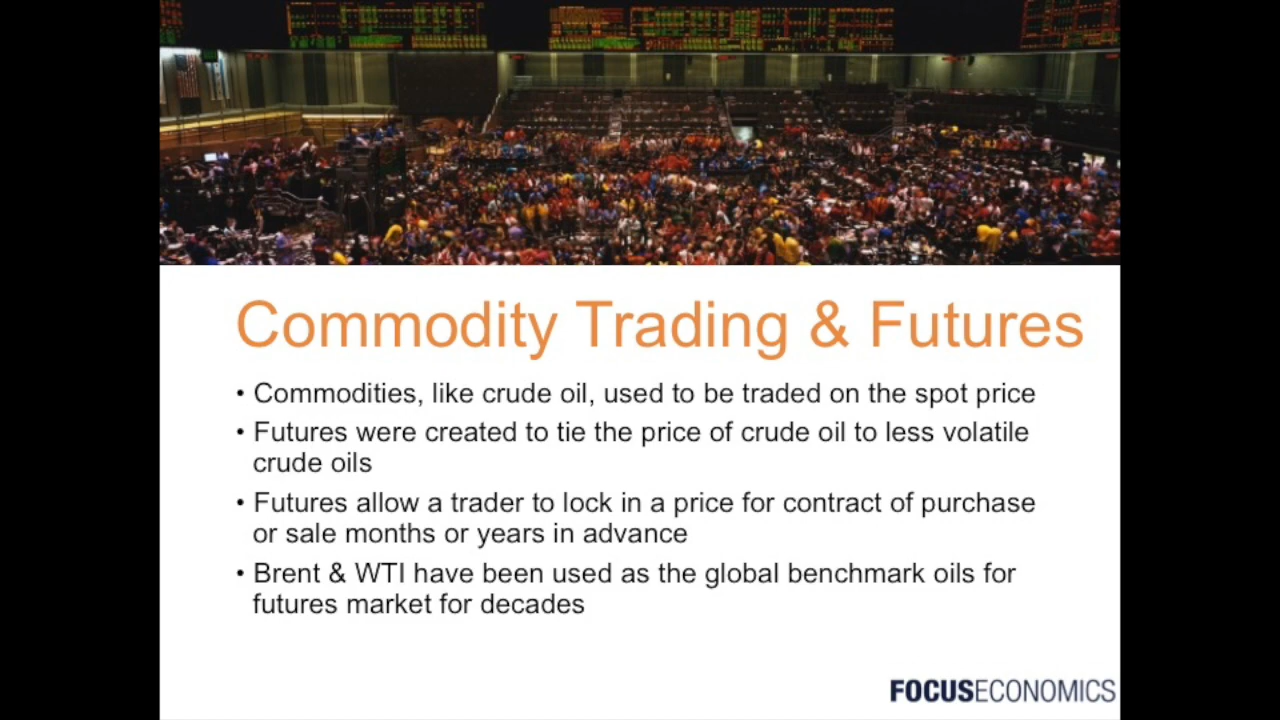 Commodity Trading & Futures
• Commodities, like crude oil, used to be traded on the spot price
• Futures were created to tie the price of crude oil to less volatile
crude oils
• Futures allow a trader to lock in a price for contract of purchase
or sale months or years in advance
• Brent & WTI have been used as the global benchmark oils for
futures market for decades
FOCUSECONOMICS